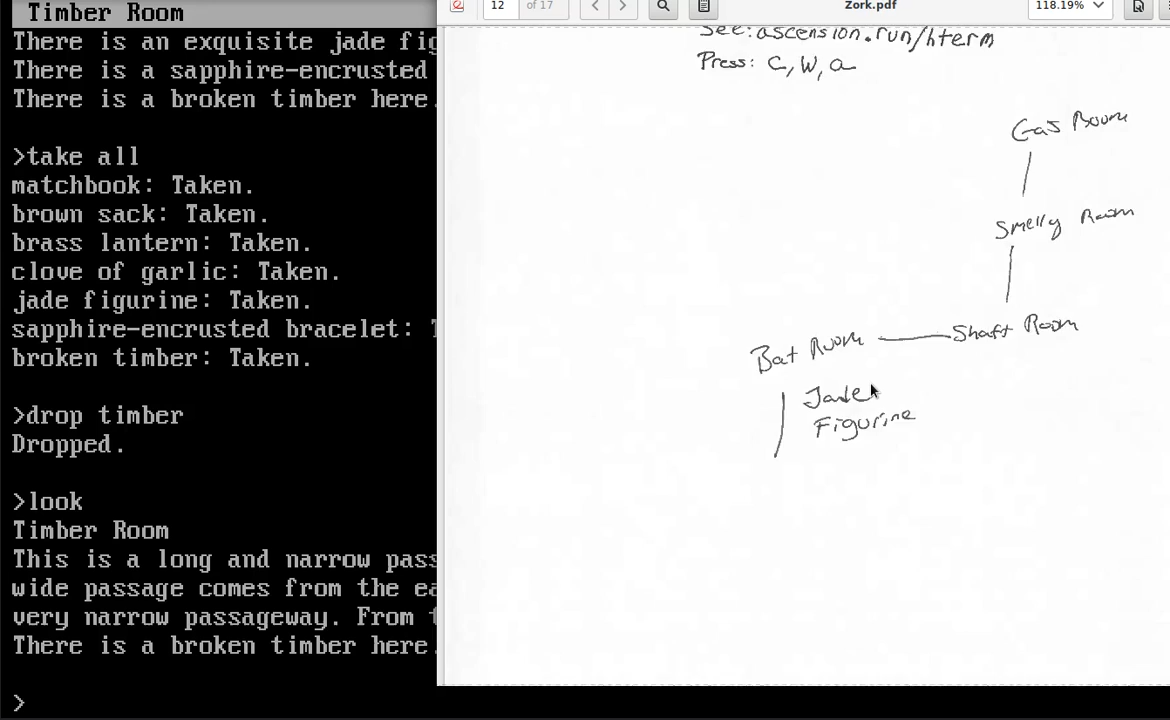 Timber Room
There is an exquisite jade fig
There is a sapphire-encrusted
There is a broken timber here.
>take all
matchbook: Taken.
brown sack: Taken.
brass lantern: Taken.
clove of garlic: Taken.
jade figurine: Taken.
sapphire-encrusted bracelet: T
broken timber: Taken.
>drop timber
Dropped.
>look
Timber Room
This is a long and narrow pass
wide passage comes from the ea
very narrow passageway. From t
There is a broken timber here.
>
12 of 17 Zork.pdf 118.19%
See: ascension.run/hterm
Press: C, W, a
Gas Room
Smelly Room
Bat Room Shaft Room
Jade
Figurine